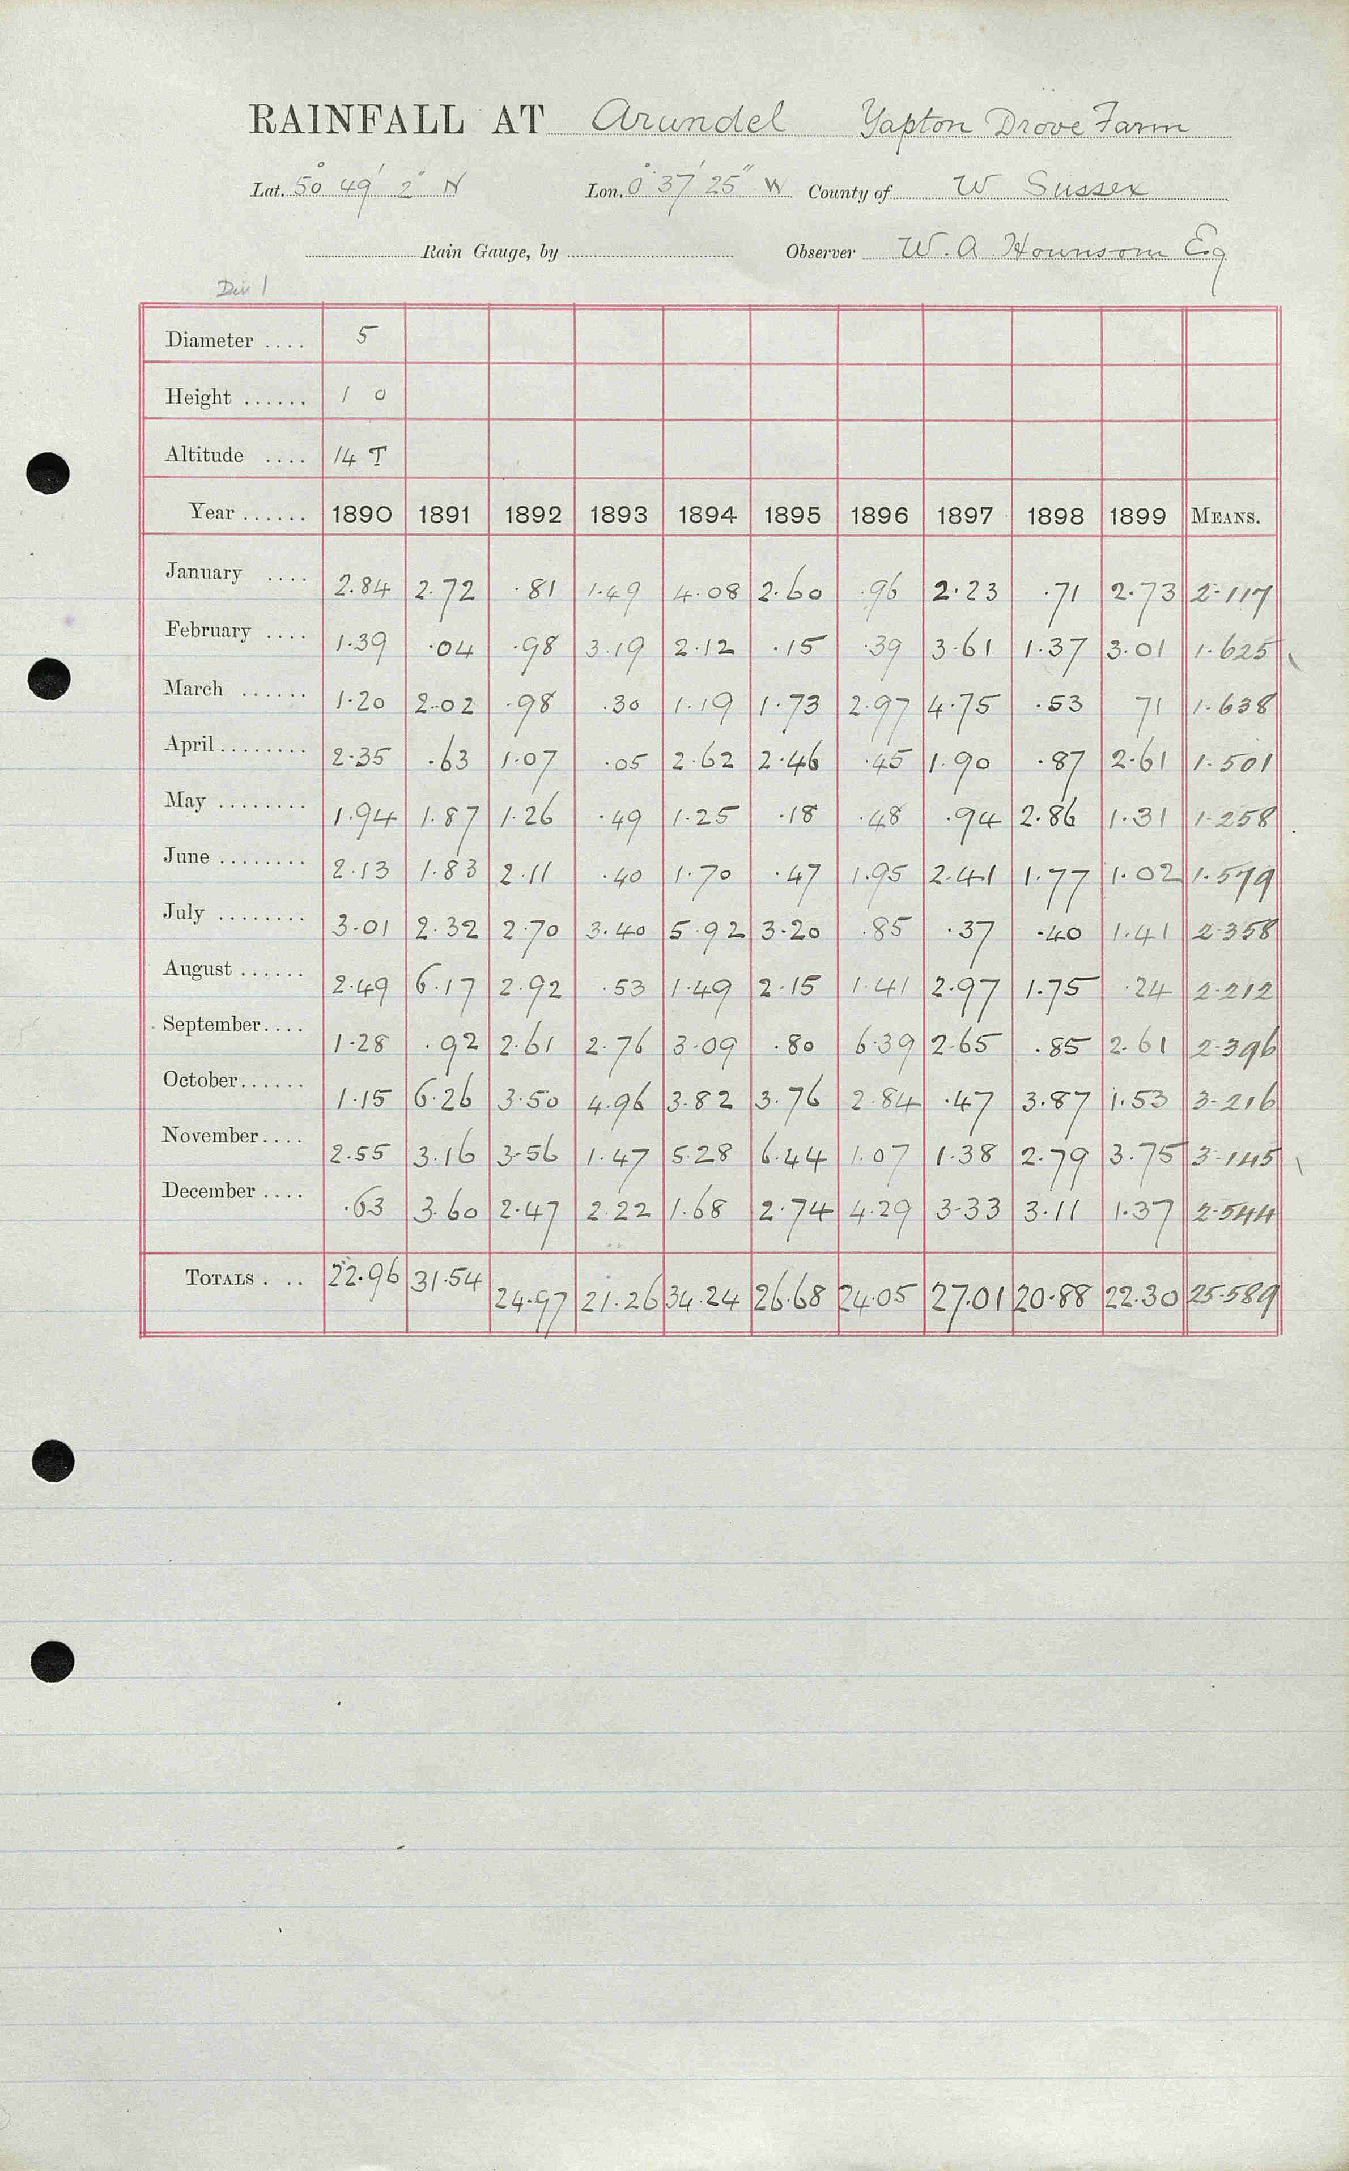 RAINFALL AT Arundel Yapton Drove Farm
Lat. 50° 49' 2" N Lon. 0° 37' 25" W County of W Sussex
Rain Gauge, by Observer W. A Hounsom Eq
Div 1
Diameter .... 5
Height ...... 1 0
Altitude .... 14 T
Year ...... 1890 1891 1892 1893 1894 1895 1896 1897 1898 1899 MEANS.
January .... 2.84 2.72 .81 1.49 4.08 2.60 .96 2.23 .71 2.73 2.117
February .... 1.39 .04 .98 3.19 2.12 .15 .39 3.61 1.37 3.01 1.625
March ...... 1.20 2.02 .98 .30 1.19 1.73 2.97 4.75 .53 71 1.638
April ........ 2.35 .63 1.07 .05 2.62 2.46 .45 1.90 .87 2.61 1.501
May ........ 1.94 1.87 1.26 .49 1.25 .18 .48 .94 2.86 1.31 1.258
June ........ 2.13 1.83 2.11 .40 1.70 .47 1.95 2.41 1.77 1.02 1.579
July ........ 3.01 2.32 2.70 3.40 5.92 3.20 .85 .37 .40 1.41 2.358
August ...... 2.49 6.17 2.92 .53 1.49 2.15 1.41 2.97 1.75 .24 2.212
September .... 1.28 .92 2.61 2.76 3.09 .80 6.39 2.65 .85 2.61 2.396
October ...... 1.15 6.26 3.50 4.96 3.82 3.76 2.84 .47 3.87 1.53 3.216
November .... 2.55 3.16 3.56 1.47 5.28 6.44 1.07 1.38 2.79 3.75 3.145
December .... .63 3.60 2.47 2.22 1.68 2.74 4.29 3.33 3.11 1.37 2.544
TOTALS . .. 22.96 31.54 24.97 21.26 34.24 26.68 24.05 27.01 20.88 22.30 25.589